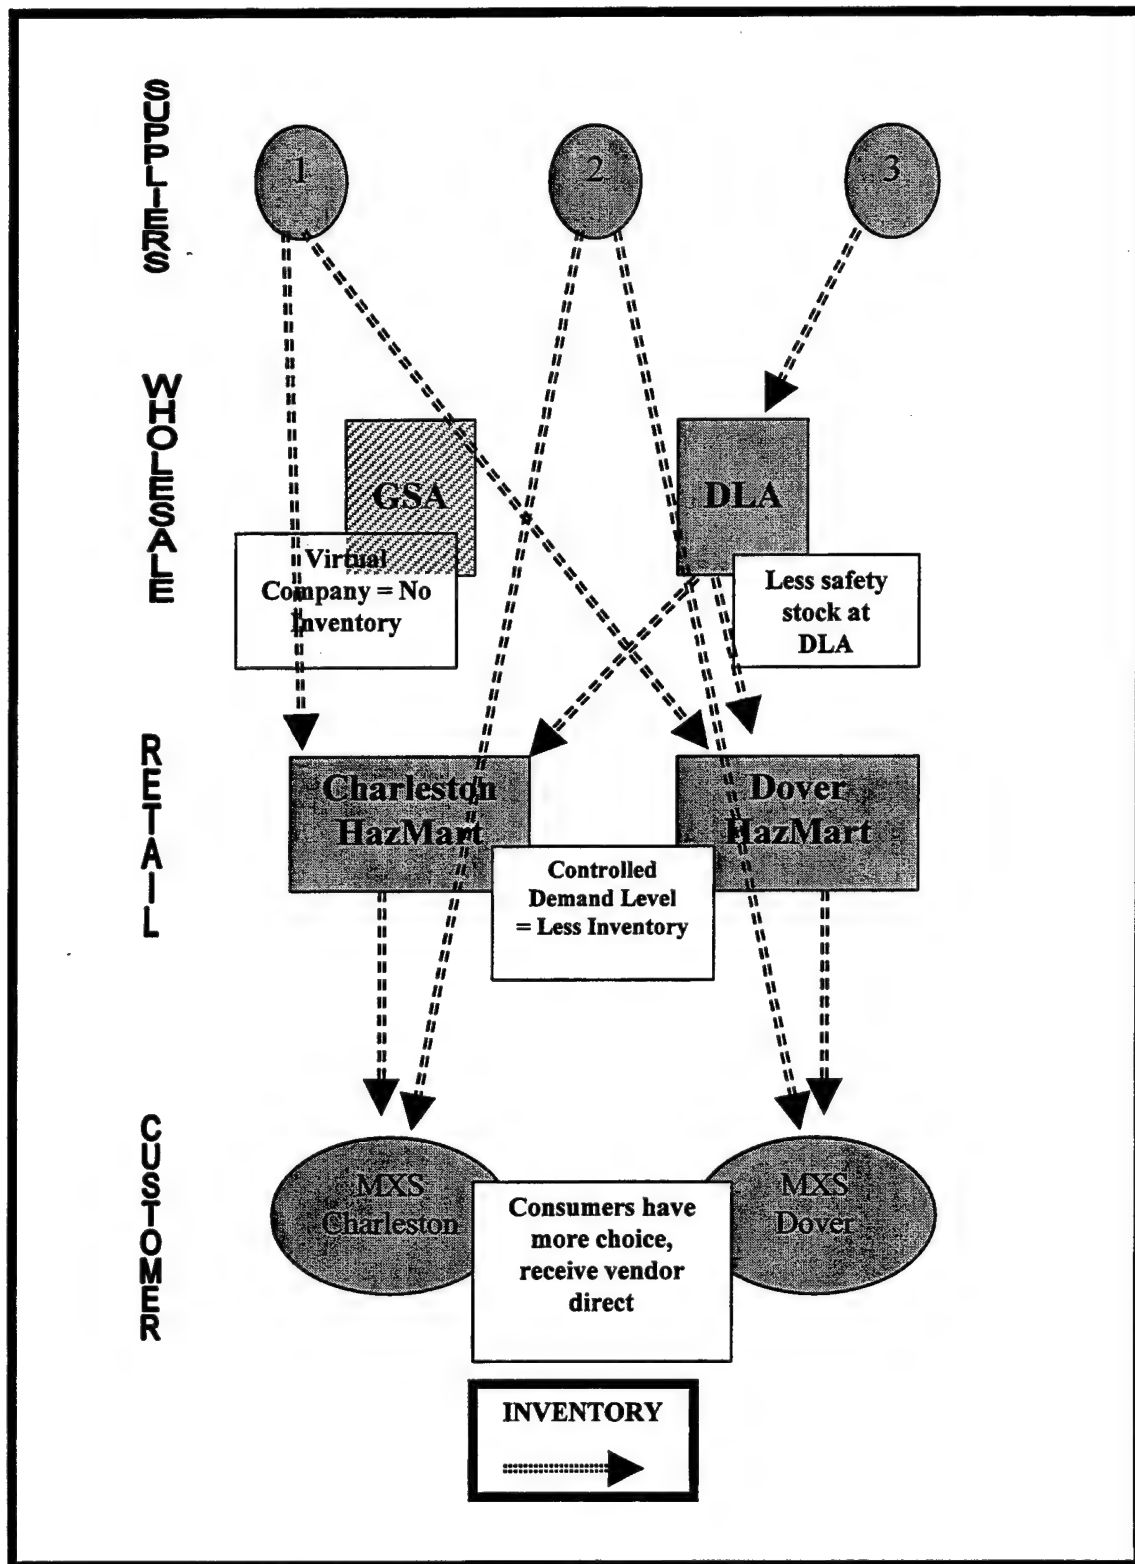 SUPPLIERS
1
2
3
WHOLESALE
GSA
DLA
Virtual
Company = No
Inventory
Less safety
stock at
DLA
RETAIL
Charleston
HazMart
Dover
HazMart
Controlled
Demand Level
= Less Inventory
CUSTOMER
MXS
Charleston
MXS
Dover
Consumers have
more choice,
receive vendor
direct
INVENTORY